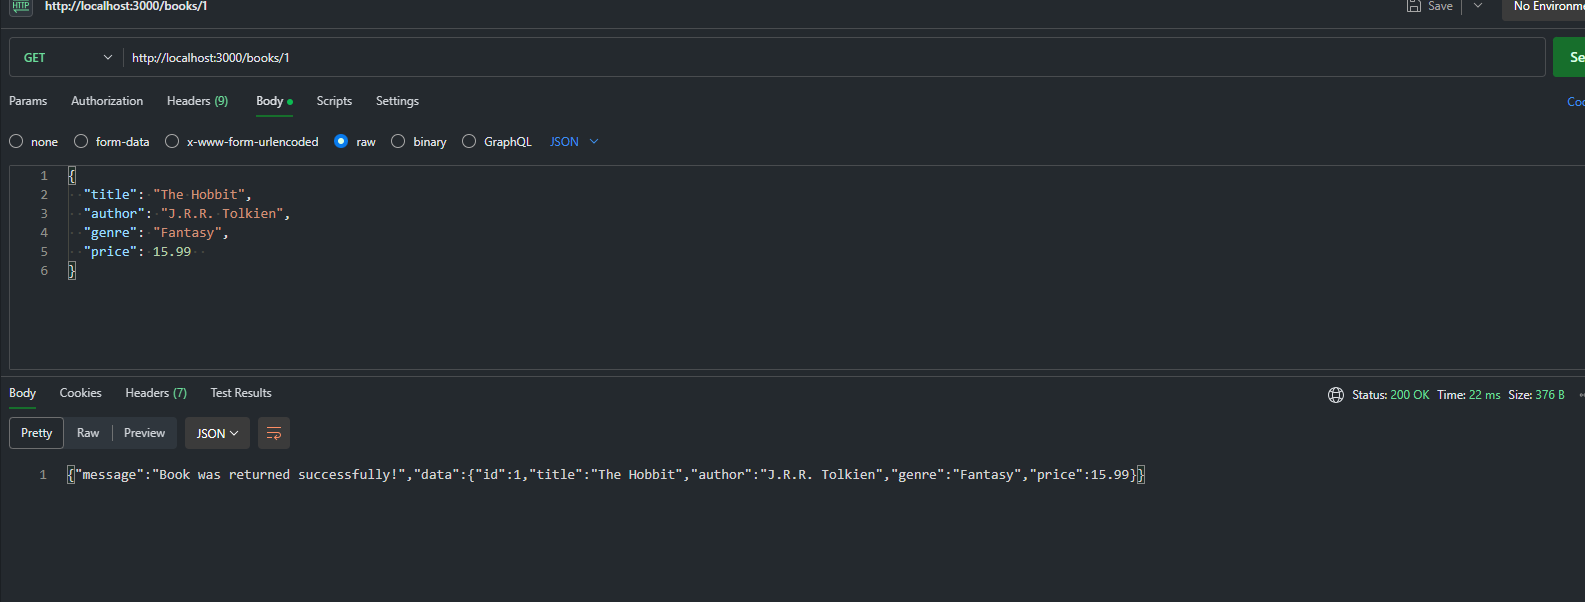 HTTP http://localhost:3000/books/1 Save
GET http://localhost:3000/books/1
Params Authorization Headers (9) Body Scripts Settings
none form-data x-www-form-urlencoded raw binary GraphQL JSON
1 {
2 "title": "The Hobbit",
3 "author": "J.R.R. Tolkien",
4 "genre": "Fantasy",
5 "price": 15.99
6 }
Body Cookies Headers (7) Test Results Status: 200 OK Time: 22 ms Size: 376 B
Pretty Raw Preview JSON
1 {"message":"Book was returned successfully!","data":{"id":1,"title":"The Hobbit","author":"J.R.R. Tolkien","genre":"Fantasy","price":15.99}}